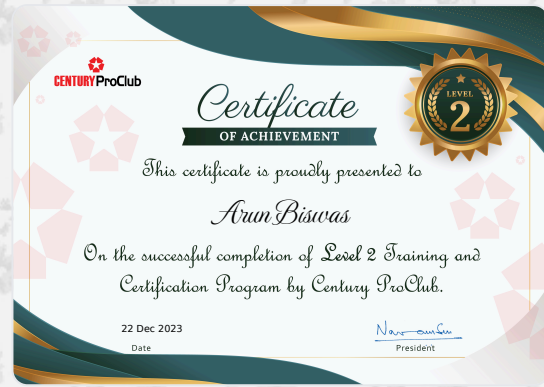 CENTURY ProClub
LEVEL
2
Certificate
OF ACHIEVEMENT
This certificate is proudly presented to
Arun Biswas
On the successful completion of Level 2 Training and
Certification Program by Century ProClub.
22 Dec 2023
Date
President